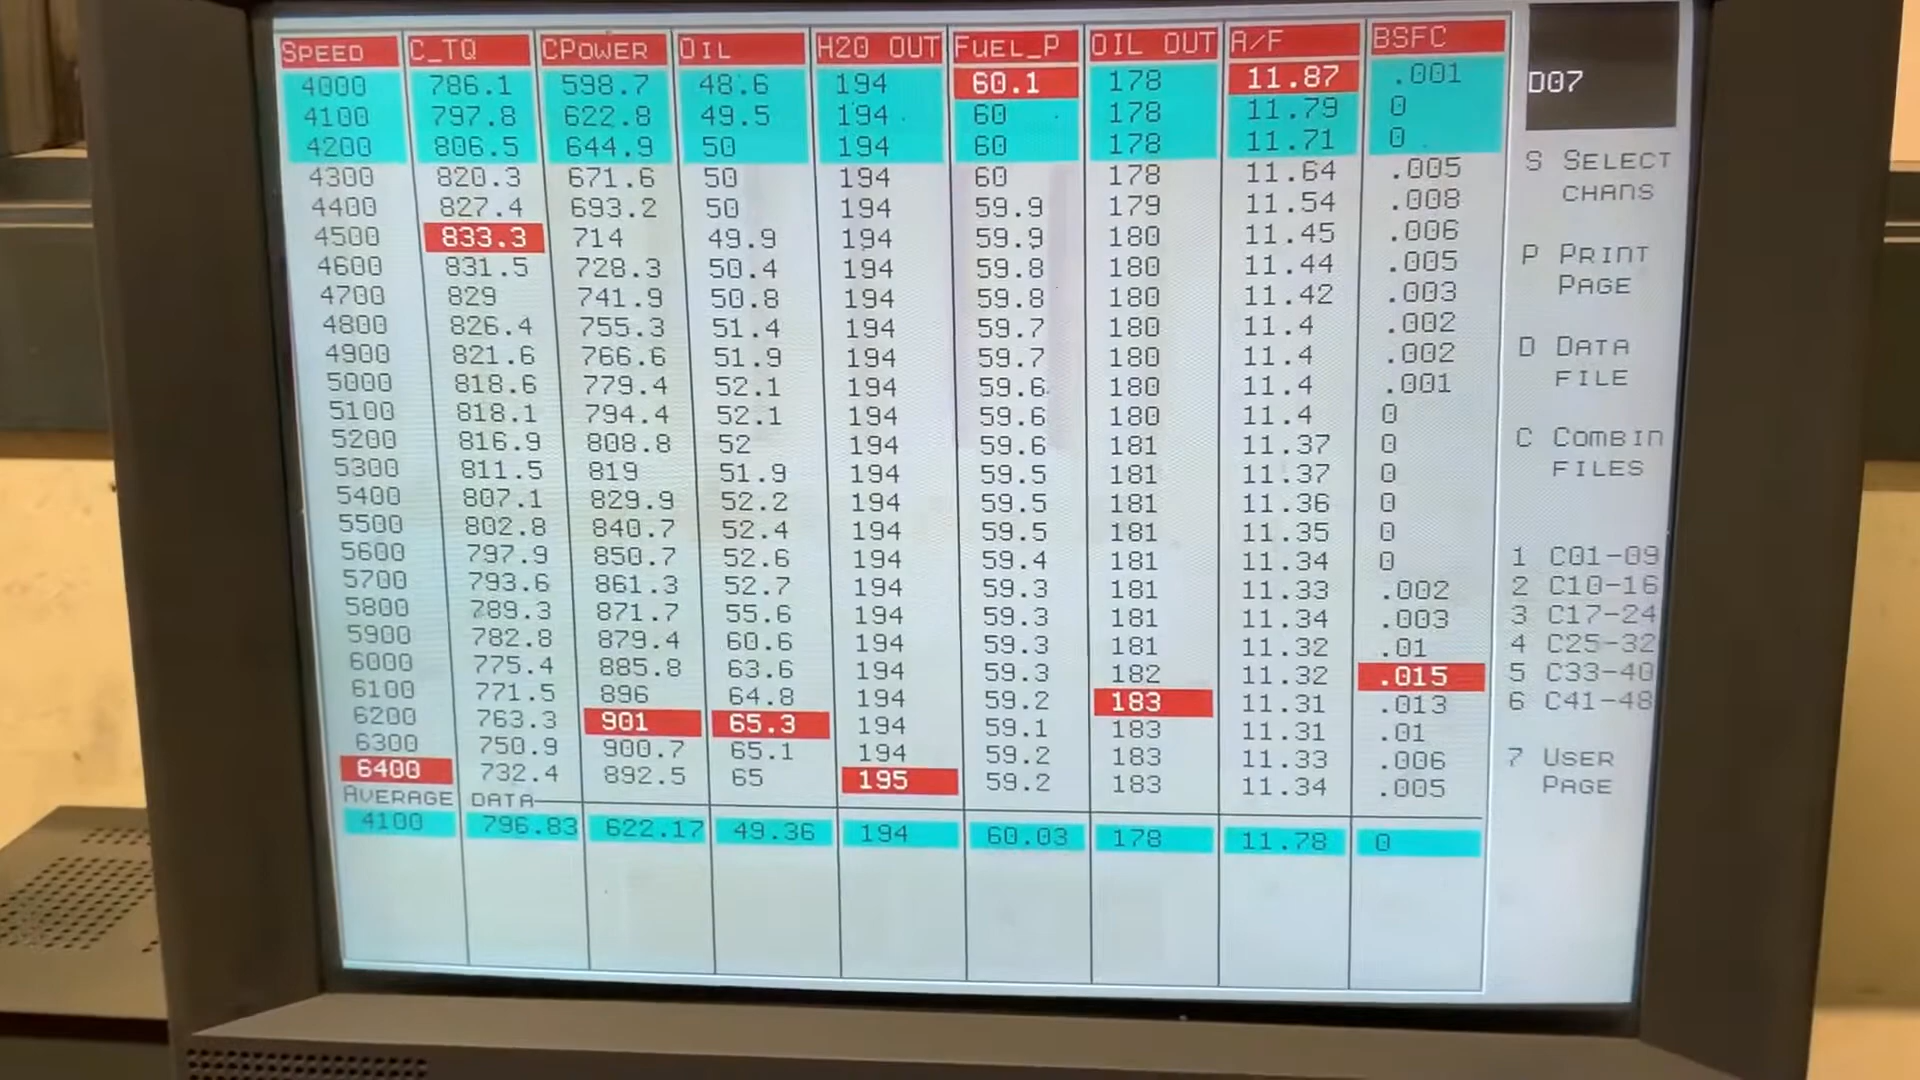 SPEED C_TQ CPOWER OIL H2O OUT FUEL_P OIL OUT A/F BSFC
4000 786.1 598.7 48.6 194 60.1 178 11.87 .001
4100 797.8 622.8 49.5 194 60 178 11.79 0
4200 806.5 644.9 50 194 60 178 11.71 0
4300 820.3 671.6 50 194 60 178 11.64 .005
4400 827.4 693.2 50 194 59.9 179 11.54 .008
4500 833.3 714 49.9 194 59.9 180 11.45 .006
4600 831.5 728.3 50.4 194 59.8 180 11.44 .005
4700 829 741.9 50.8 194 59.8 180 11.42 .003
4800 826.4 755.3 51.4 194 59.7 180 11.4 .002
4900 821.6 766.6 51.9 194 59.7 180 11.4 .002
5000 818.6 779.4 52.1 194 59.6 180 11.4 .001
5100 818.1 794.4 52.1 194 59.6 180 11.4 0
5200 816.9 808.8 52 194 59.6 181 11.37 0
5300 811.5 819 51.9 194 59.5 181 11.37 0
5400 807.1 829.9 52.2 194 59.5 181 11.36 0
5500 802.8 840.7 52.4 194 59.5 181 11.35 0
5600 797.9 850.7 52.6 194 59.4 181 11.34 0
5700 793.6 861.3 52.7 194 59.3 181 11.33 .002
5800 789.3 871.7 55.6 194 59.3 181 11.34 .003
5900 782.8 879.4 60.6 194 59.3 181 11.32 .01
6000 775.4 885.8 63.6 194 59.3 182 11.32 .015
6100 771.5 896 64.8 194 59.2 183 11.31 .013
6200 763.3 901 65.3 194 59.1 183 11.31 .01
6300 750.9 900.7 65.1 194 59.2 183 11.33 .006
6400 732.4 892.5 65 195 59.2 183 11.34 .005
AVERAGE DATA
4100 796.83 622.17 49.36 194 60.03 178 11.78 0
D07
S SELECT
CHANS
P PRINT
PAGE
D DATA
FILE
C COMBIN
FILES
1 C01-09
2 C10-16
3 C17-24
4 C25-32
5 C33-40
6 C41-48
7 USER
PAGE